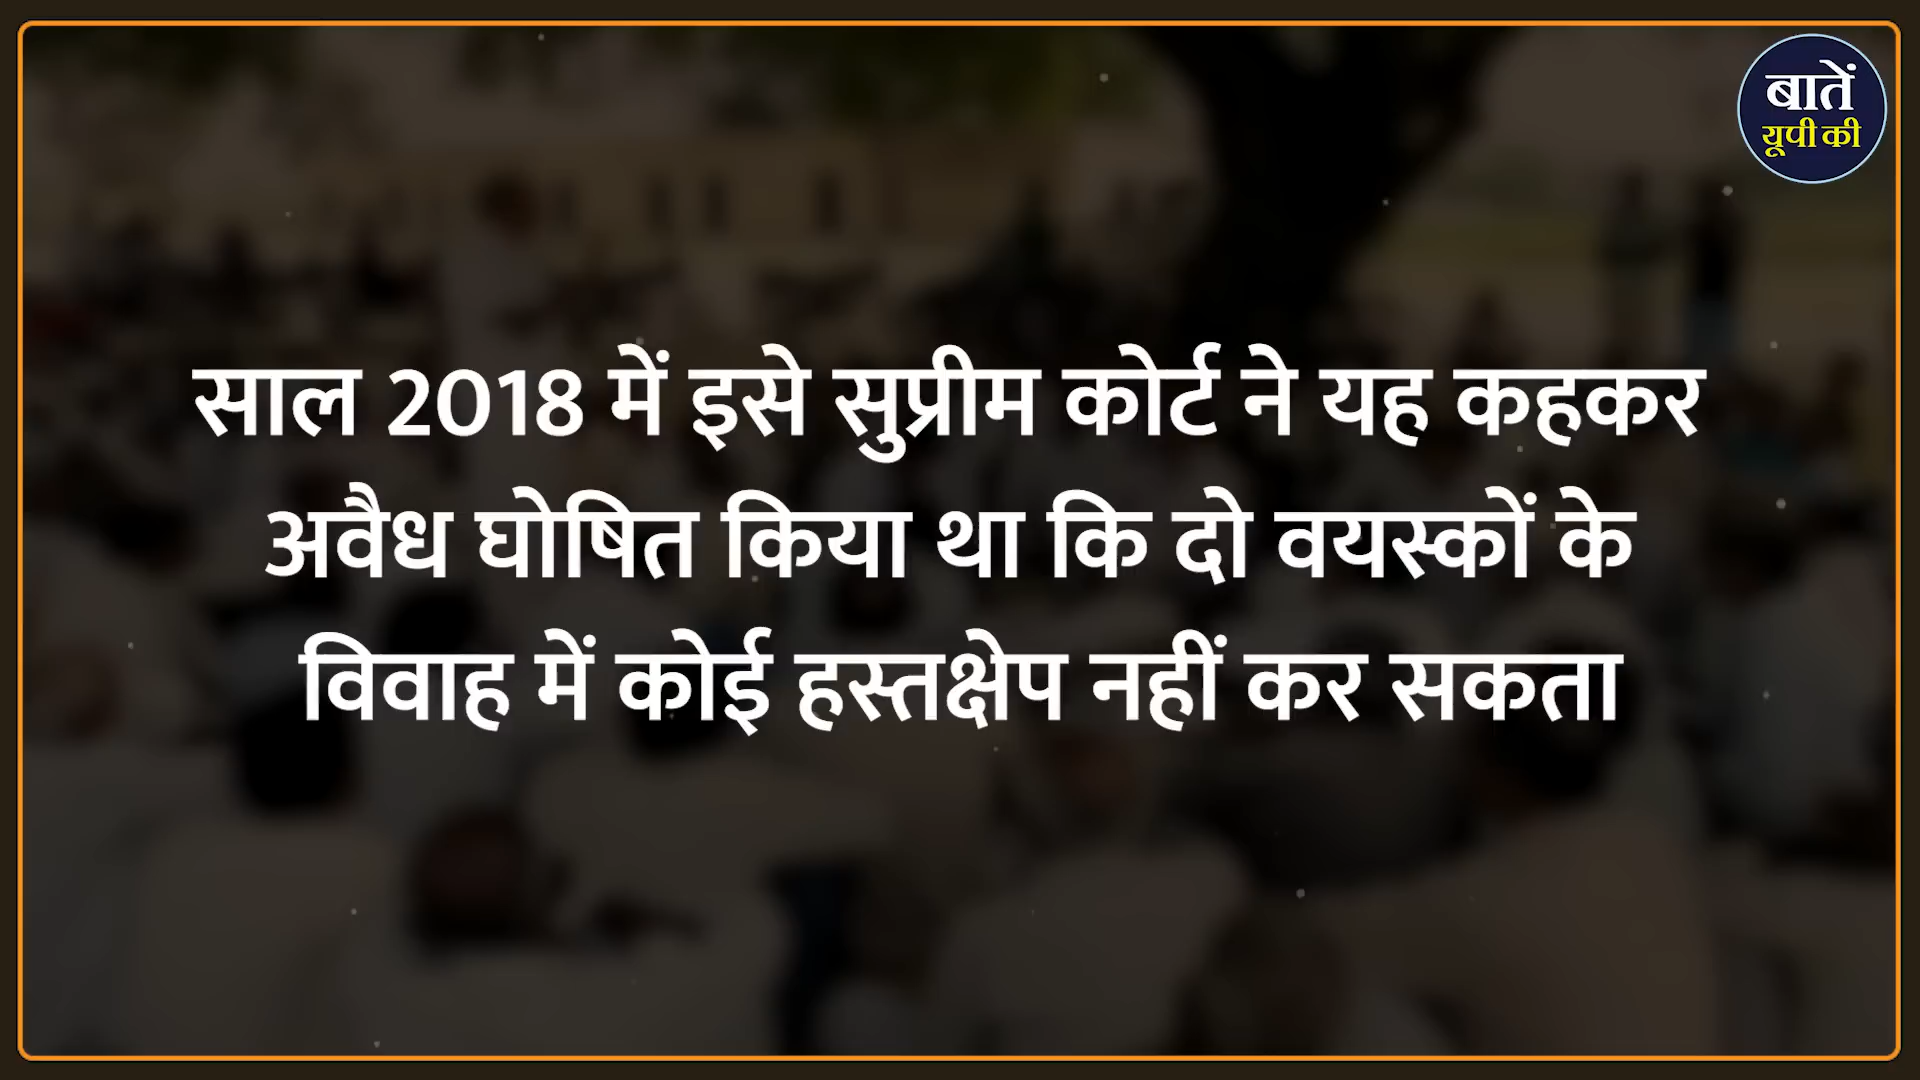 बातें
यूपी की
साल 2018 में इसे सुप्रीम कोर्ट ने यह कहकर
अवैध घोषित किया था कि दो वयस्कों के
विवाह में कोई हस्तक्षेप नहीं कर सकता